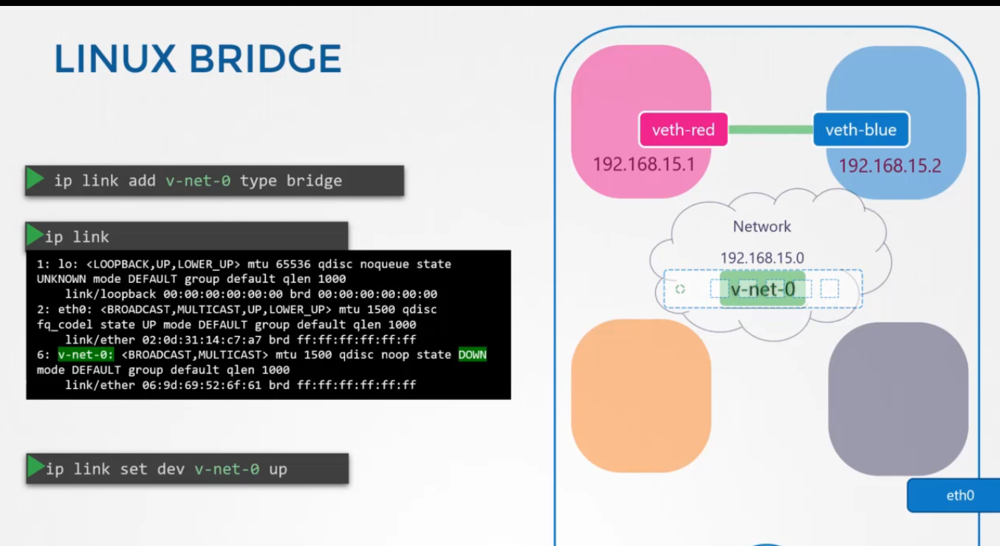 LINUX BRIDGE
ip link add v-net-0 type bridge
ip link
1: lo: <LOOPBACK,UP,LOWER_UP> mtu 65536 qdisc noqueue state
UNKNOWN mode DEFAULT group default qlen 1000
link/loopback 00:00:00:00:00:00 brd 00:00:00:00:00:00
2: eth0: <BROADCAST,MULTICAST,UP,LOWER_UP> mtu 1500 qdisc
fq_codel state UP mode DEFAULT group default qlen 1000
link/ether 02:0d:31:14:c7:a7 brd ff:ff:ff:ff:ff:ff
6: v-net-0: <BROADCAST,MULTICAST> mtu 1500 qdisc noop state DOWN
mode DEFAULT group default qlen 1000
link/ether 06:9d:69:52:6f:61 brd ff:ff:ff:ff:ff:ff
ip link set dev v-net-0 up
veth-red
veth-blue
192.168.15.1
192.168.15.2
Network
192.168.15.0
v-net-0
eth0